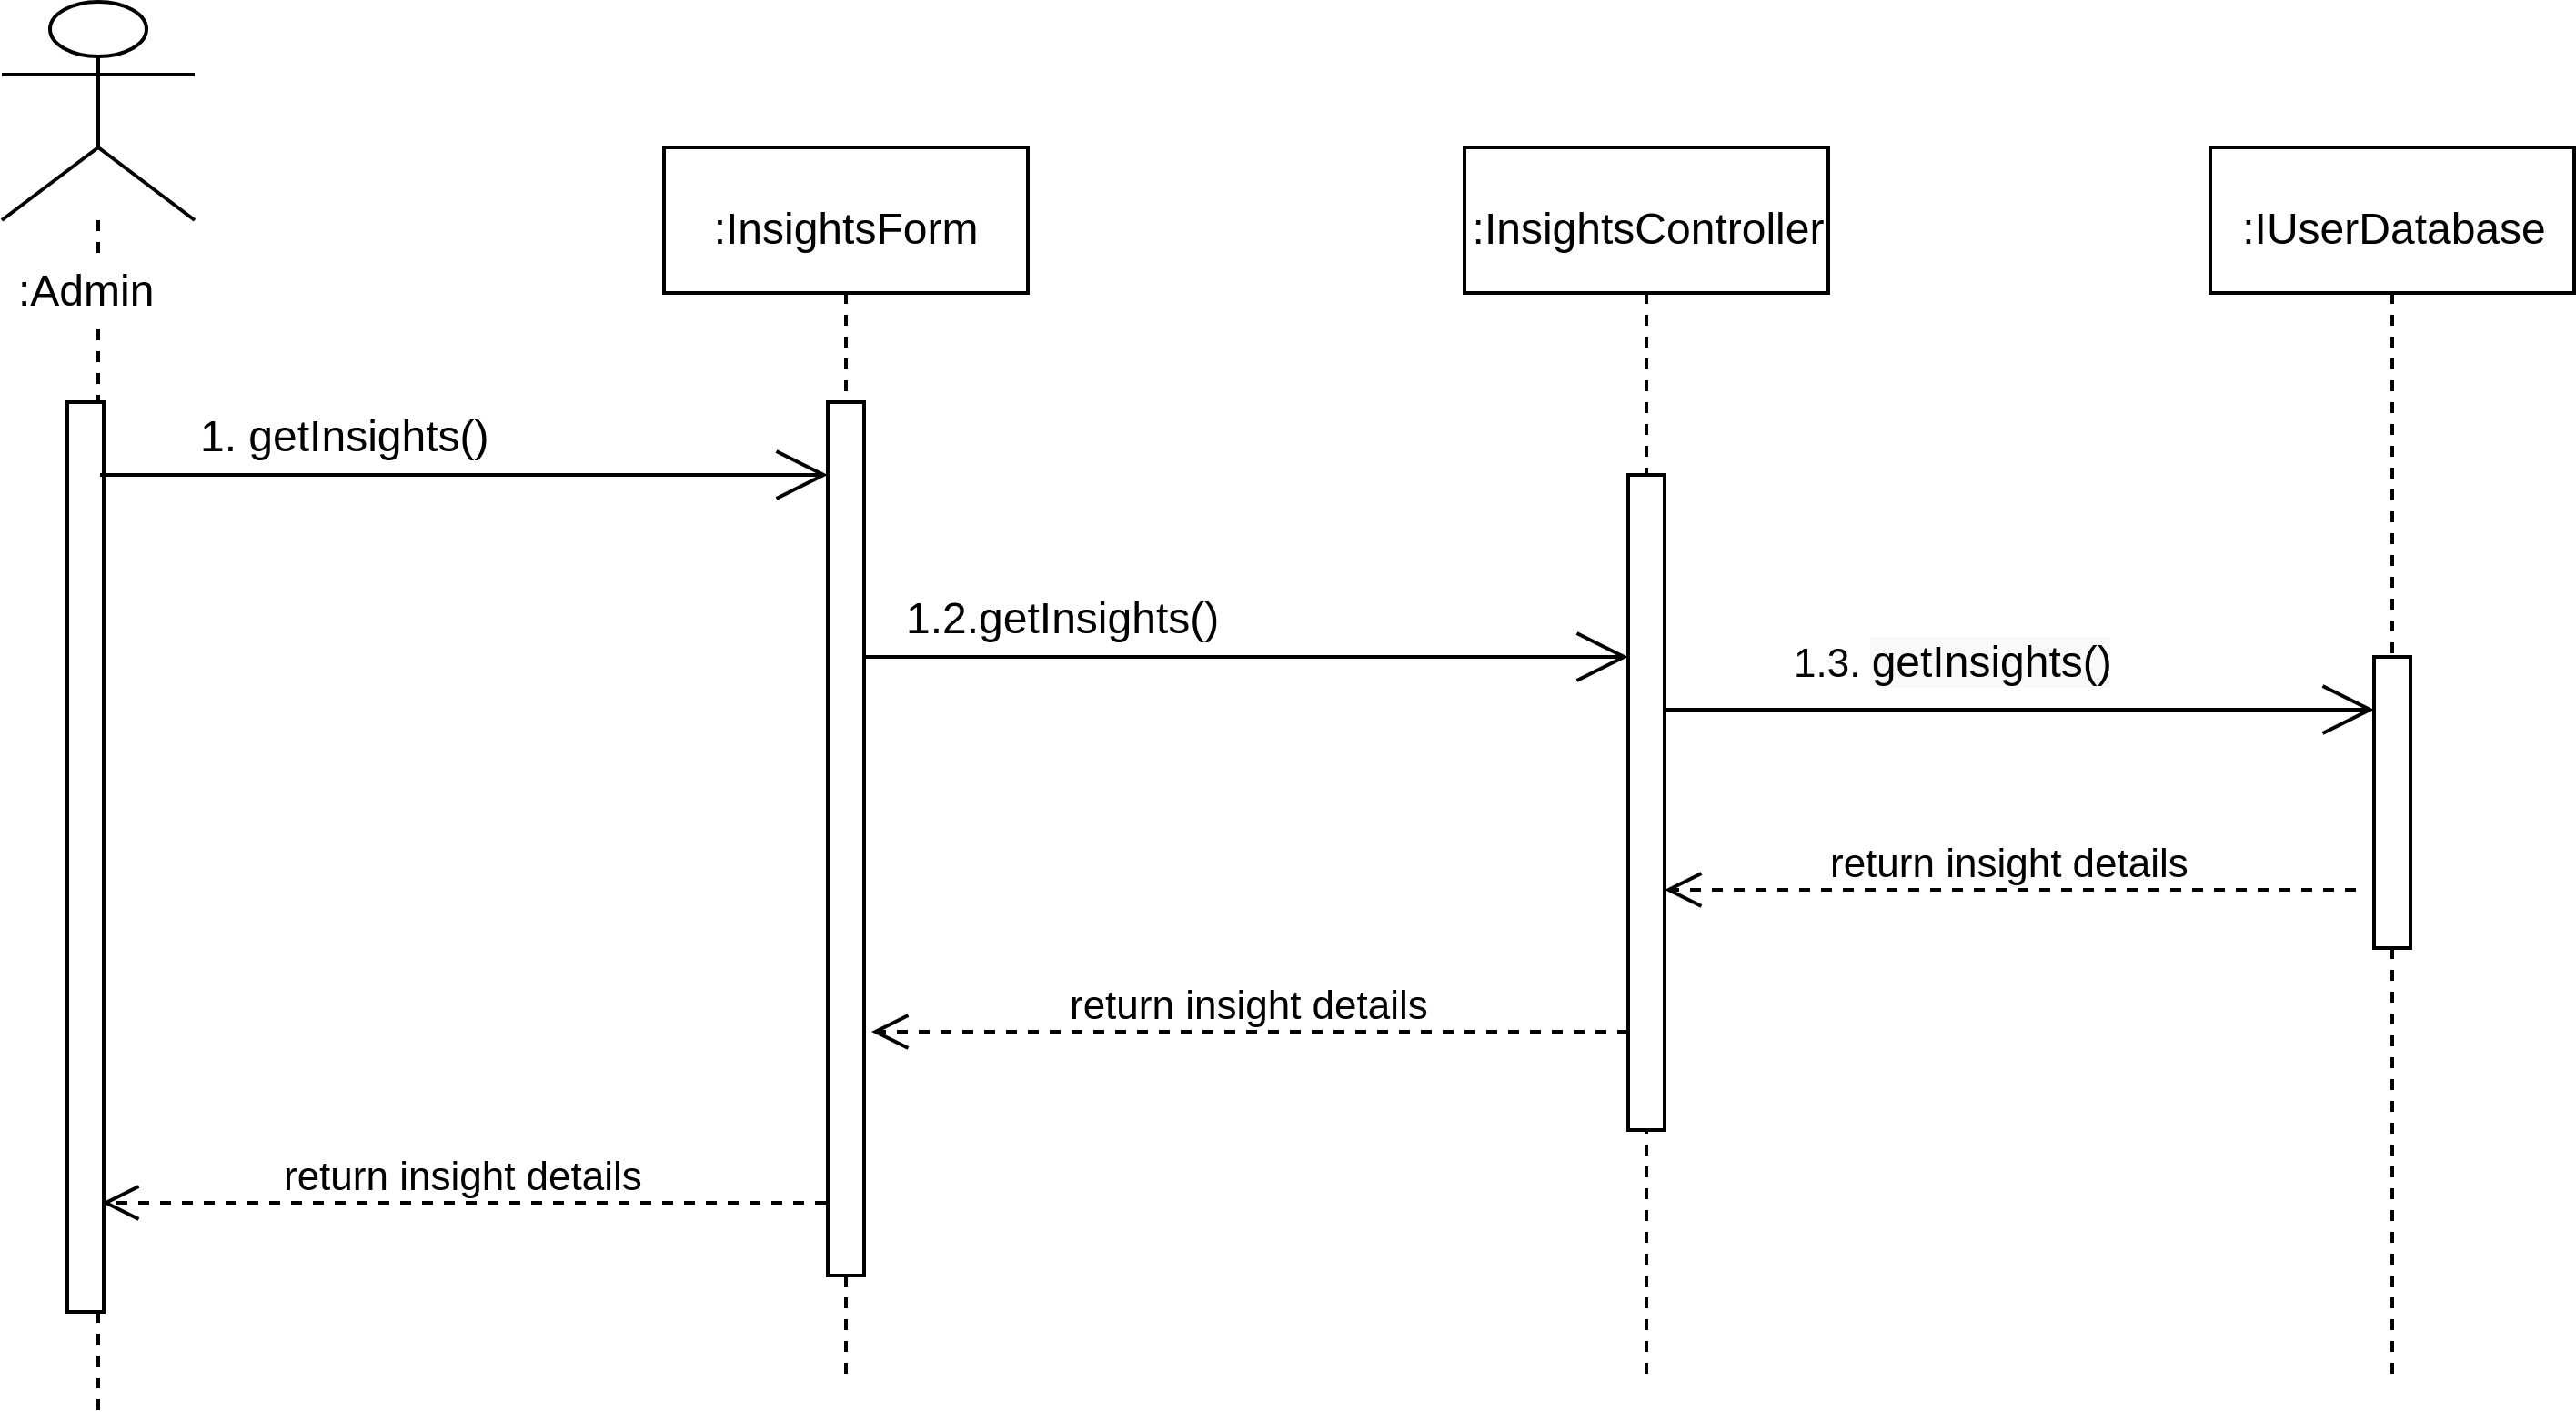 :InsightsForm
:InsightsController
:IUserDatabase
:Admin
1. getInsights()
1.2.getInsights()
1.3. getInsights()
return insight details
return insight details
return insight details